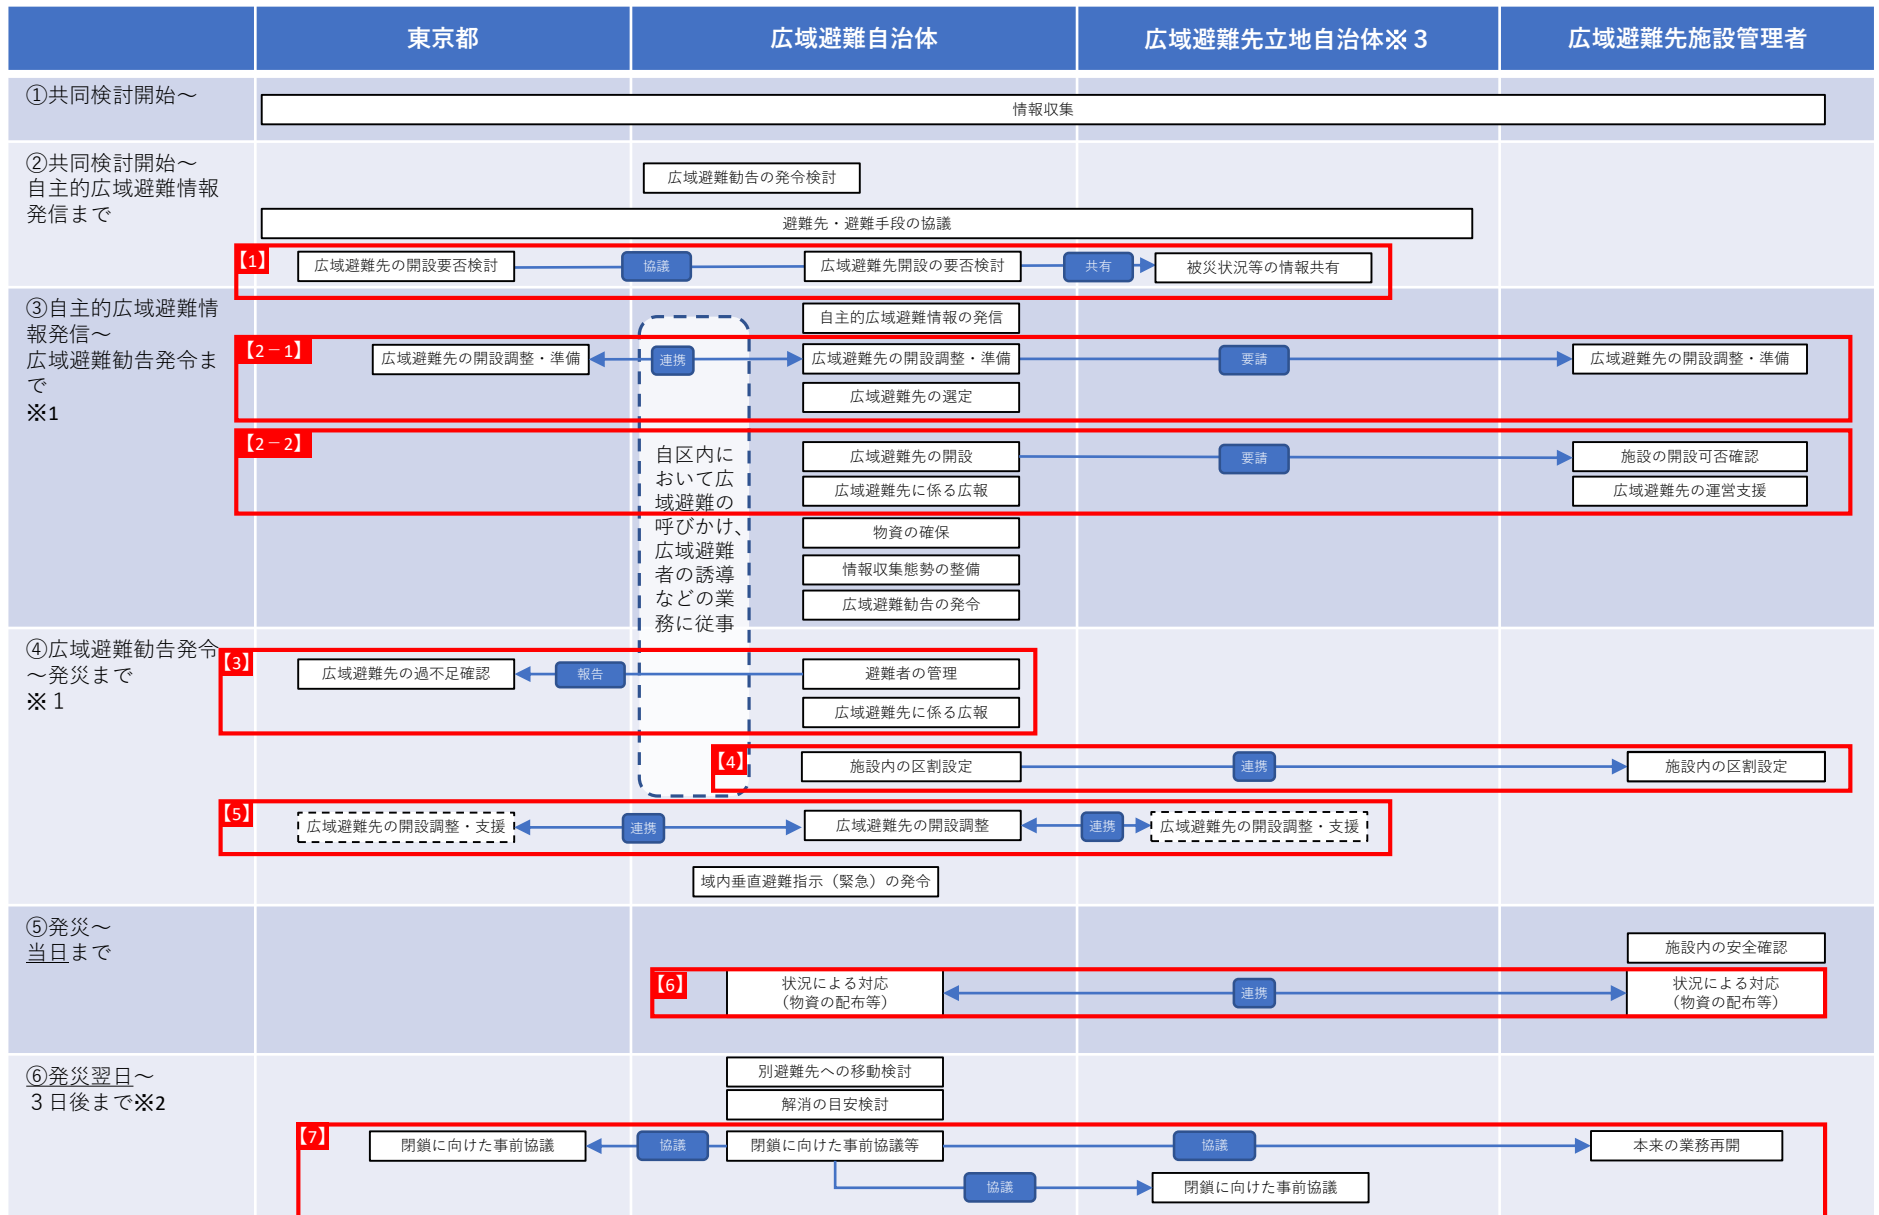 東京都
広域避難自治体
広域避難先立地自治体※３
広域避難先施設管理者
①共同検討開始～
情報収集
②共同検討開始～
自主的広域避難情報
発信まで
広域避難勧告の発令検討
避難先・避難手段の協議
【1】
広域避難先の開設要否検討
協議
広域避難先開設の要否検討
共有
被災状況等の情報共有
③自主的広域避難情
報発信～
広域避難勧告発令ま
で
※1
自主的広域避難情報の発信
【2－1】
広域避難先の開設調整・準備
連携
広域避難先の開設調整・準備
要請
広域避難先の開設調整・準備
広域避難先の選定
【2－2】
広域避難先の開設
要請
施設の開設可否確認
広域避難先に係る広報
広域避難先の運営支援
自区内に
おいて広
域避難の
呼びかけ、
広域避難
者の誘導
などの業
務に従事
物資の確保
情報収集態勢の整備
広域避難勧告の発令
④広域避難勧告発令
～発災まで
※１
【3】
広域避難先の過不足確認
報告
避難者の管理
広域避難先に係る広報
【4】
施設内の区割設定
連携
施設内の区割設定
【5】
広域避難先の開設調整・支援
連携
広域避難先の開設調整
連携
広域避難先の開設調整・支援
域内垂直避難指示（緊急）の発令
⑤発災～
当日まで
施設内の安全確認
【6】
状況による対応
（物資の配布等）
連携
状況による対応
（物資の配布等）
⑥発災翌日～
３日後まで※2
別避難先への移動検討
解消の目安検討
【7】
閉鎖に向けた事前協議
協議
閉鎖に向けた事前協議等
協議
本来の業務再開
協議
閉鎖に向けた事前協議